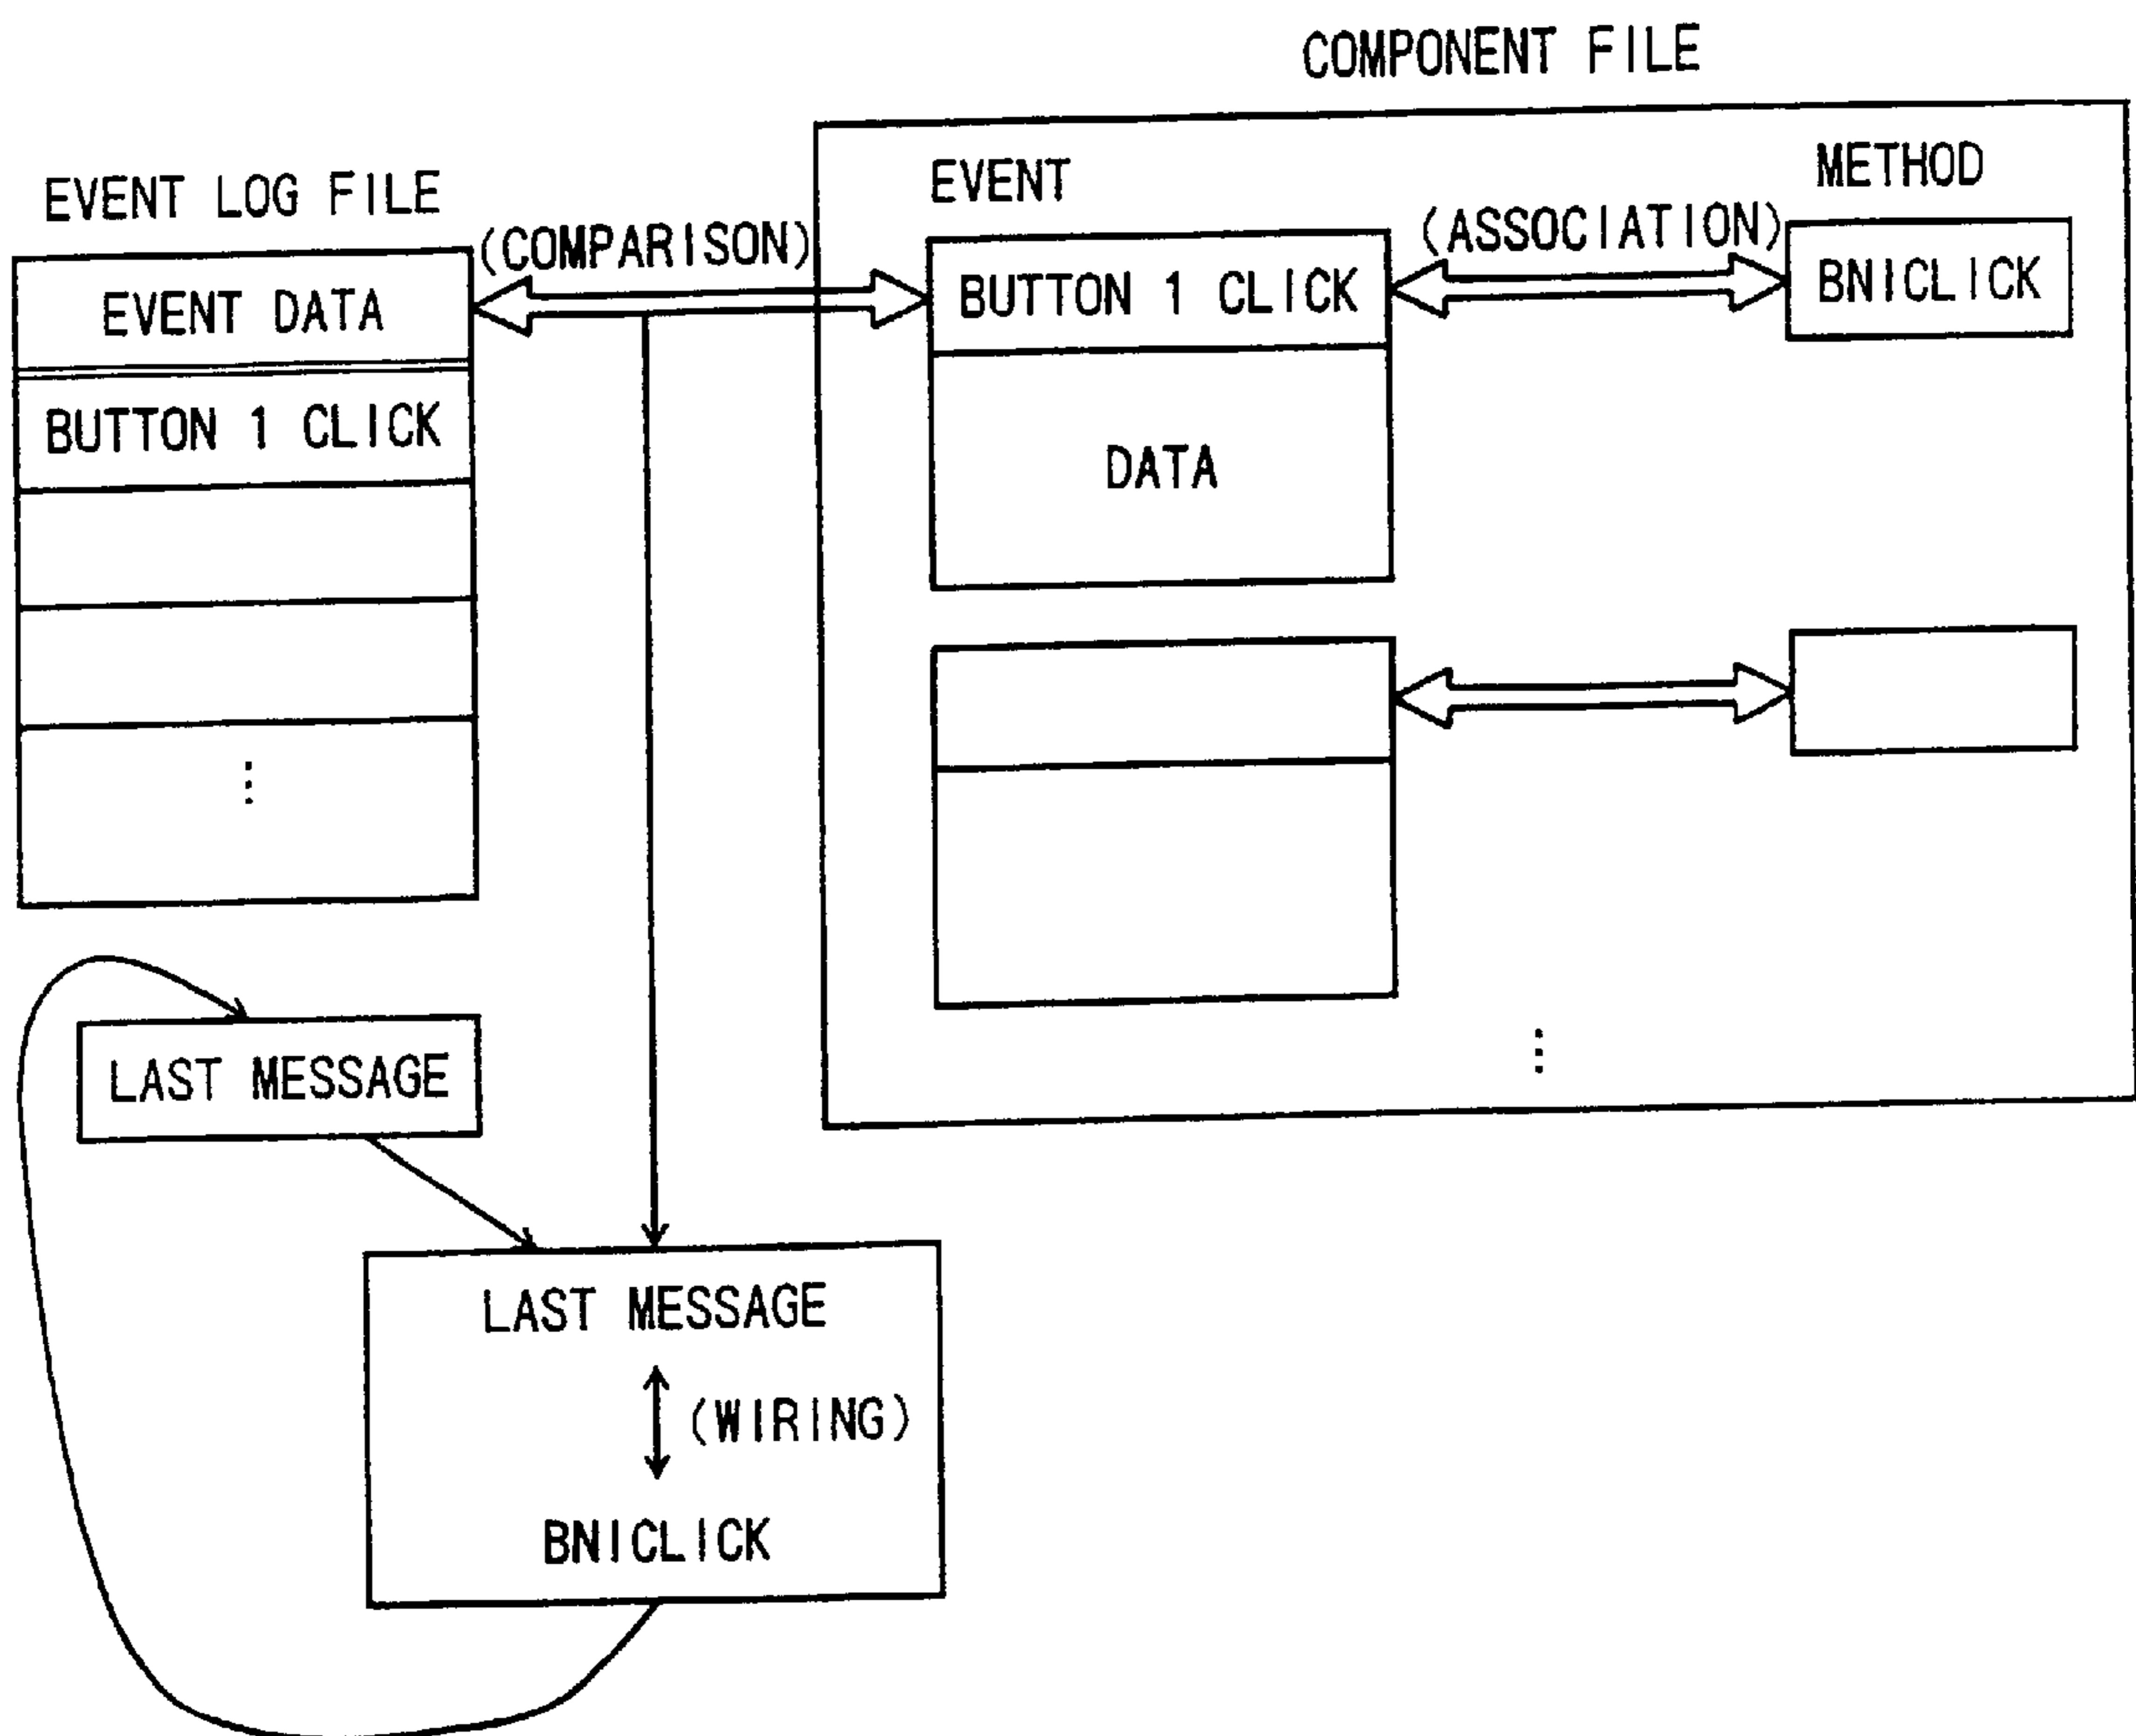 COMPONENT FILE
EVENT LOG FILE
EVENT
METHOD
(COMPARISON)
(ASSOCIATION)
EVENT DATA
BUTTON 1 CLICK
BNICLICK
BUTTON 1 CLICK
DATA
LAST MESSAGE
LAST MESSAGE
(WIRING)
BNICLICK